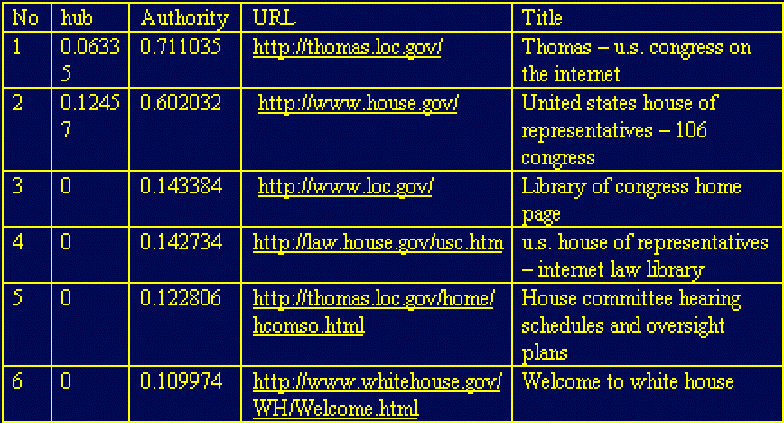 No hub Authority URL Title
1 0.0633 0.711035 http://thomas.loc.gov/ Thomas – u.s. congress on
5 the internet
2 0.1245 0.602032 http://www.house.gov/ United states house of
7 representatives – 106
congress
3 0 0.143384 http://www.loc.gov/ Library of congress home
page
4 0 0.142734 http://law.house.gov/usc.htm u.s. house of representatives
– internet law library
5 0 0.122806 http://thomas.loc.gov/home/ House committee hearing
hcomso.html schedules and oversight
plans
6 0 0.109974 http://www.whitehouse.gov/ Welcome to white house
WH/Welcome.html